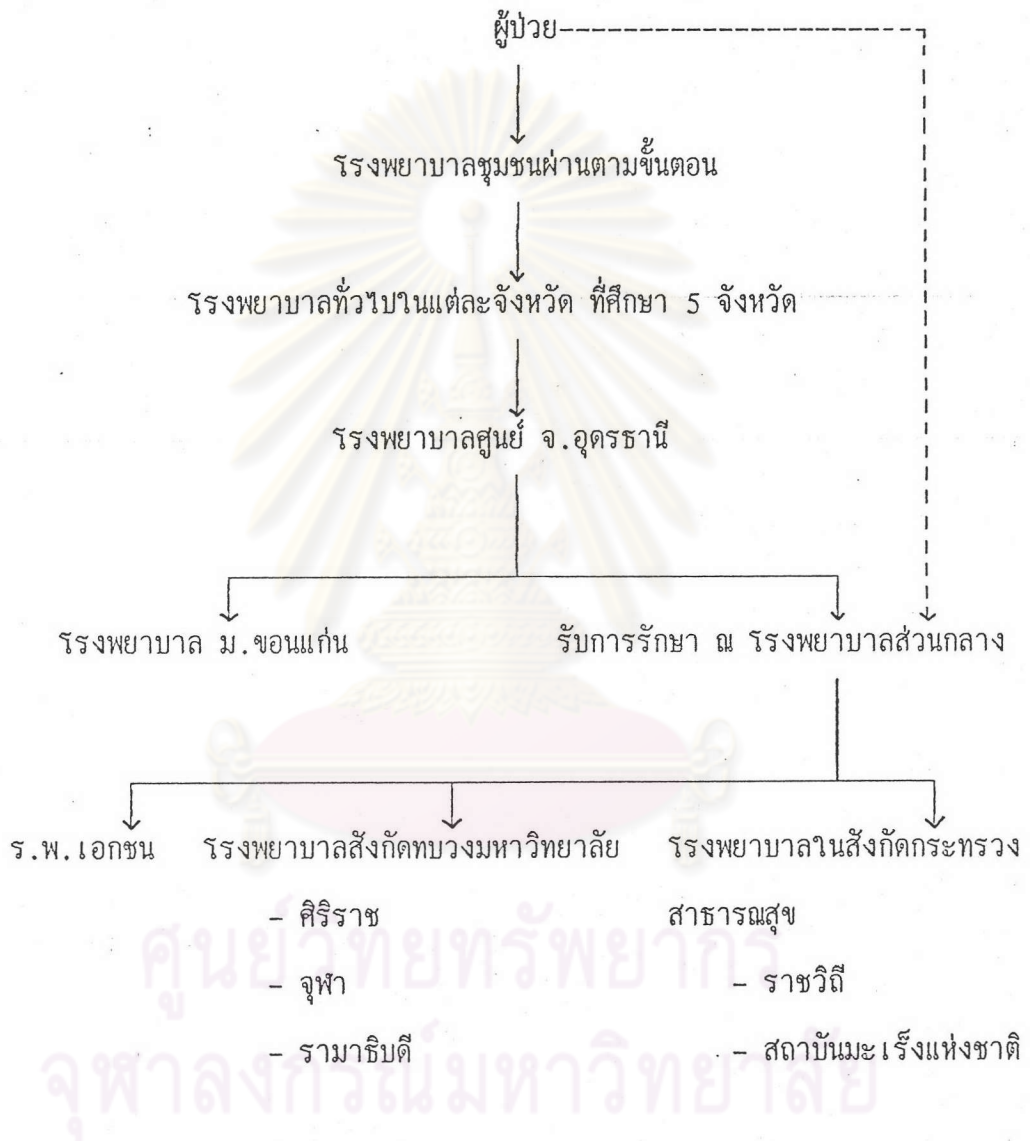 ผู้ป่วย
โรงพยาบาลชุมชนผ่านตามขั้นตอน
โรงพยาบาลทั่วไปในแต่ละจังหวัด ที่ศึกษา 5 จังหวัด
โรงพยาบาลศูนย์ จ.อุดรธานี
โรงพยาบาล ม.ขอนแก่น รับการรักษา ณ โรงพยาบาลส่วนกลาง
ร.พ.เอกชน โรงพยาบาลสังกัดทบวงมหาวิทยาลัย โรงพยาบาลในสังกัดกระทรวง
- ศิริราช สาธารณสุข
- จุฬา - ราชวิถี
- รามาธิบดี - สถาบันมะเร็งแห่งชาติ
ศูนย์วิทยทรัพยากร
จุฬาลงกรณ์มหาวิทยาลัย